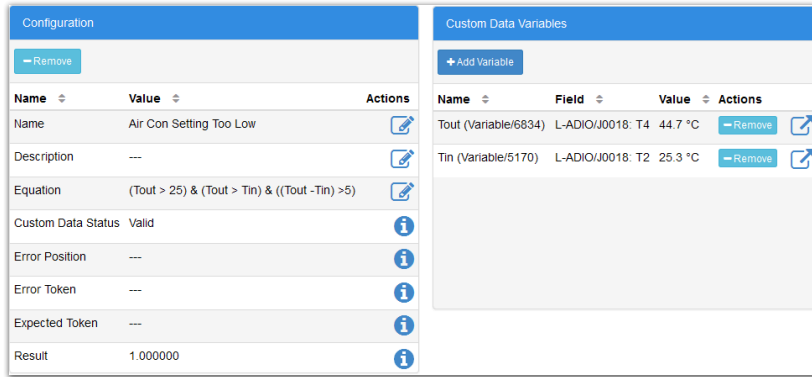 Configuration
Remove
Name Value Actions
Name Air Con Setting Too Low
Description ---
Equation (Tout > 25) & (Tout > Tin) & ((Tout -Tin) >5)
Custom Data Status Valid
Error Position ---
Error Token ---
Expected Token ---
Result 1.000000
Custom Data Variables
Add Variable
Name Field Value Actions
Tout (Variable/6834) L-ADIO/J0018: T4 44.7 °C Remove
Tin (Variable/5170) L-ADIO/J0018: T2 25.3 °C Remove